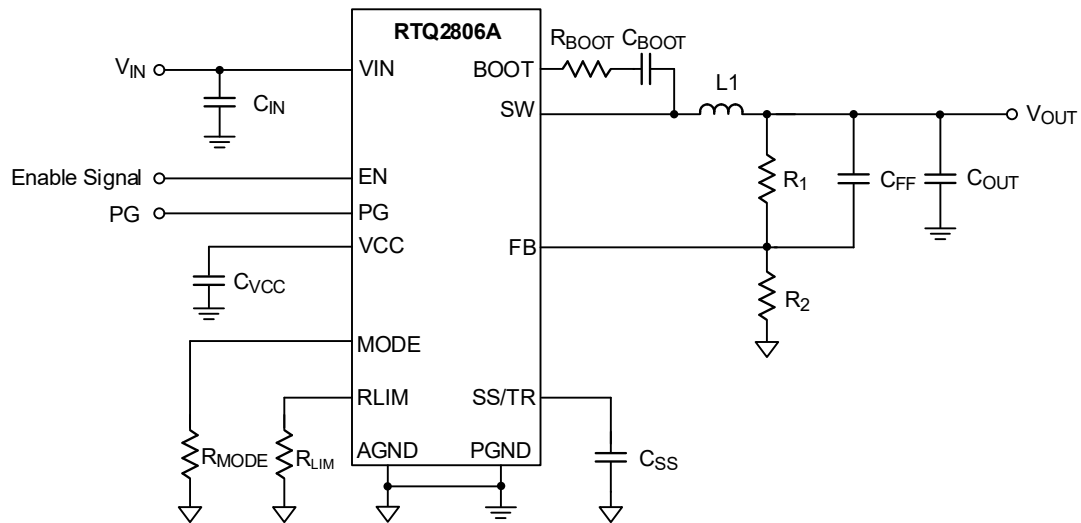 RTQ2806A
VIN
VIN
CIN
BOOT
RBOOT
CBOOT
SW
L1
VOUT
Enable Signal
EN
PG
PG
VCC
CVCC
FB
R1
CFF
COUT
R2
MODE
RMODE
RLIM
RLIM
SS/TR
CSS
AGND
PGND